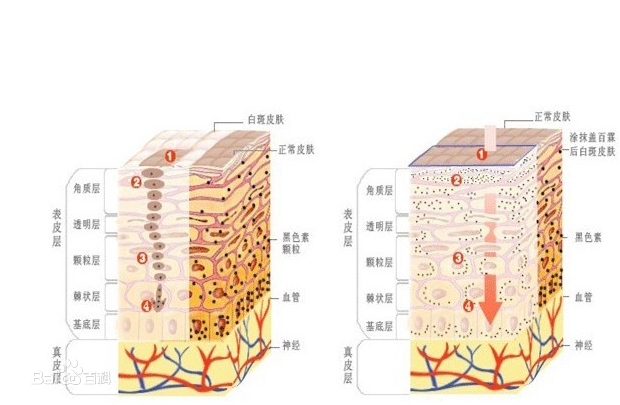 白斑皮肤
正常皮肤
1
2
3
4
表皮层
角质层
透明层
颗粒层
棘状层
基底层
真皮层
黑色素
颗粒
血管
神经
Baidu百科
正常皮肤
涂抹盖百霖
后白斑皮肤
1
2
3
4
表皮层
角质层
透明层
颗粒层
棘状层
基底层
真皮层
黑色素
血管
神经